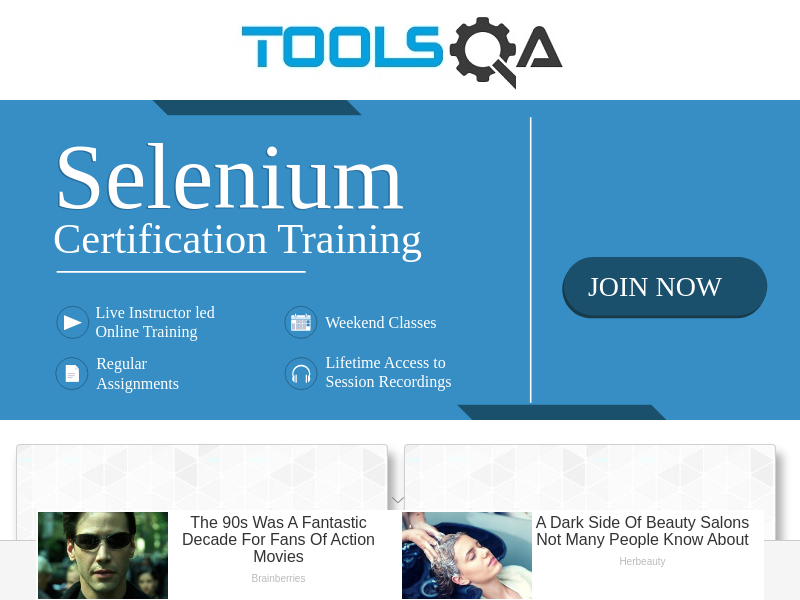 TOOLSQA
Selenium
Certification Training
JOIN NOW
Live Instructor led
Online Training
Weekend Classes
Regular
Assignments
Lifetime Access to
Session Recordings
The 90s Was A Fantastic
Decade For Fans Of Action
Movies
Brainberries
A Dark Side Of Beauty Salons
Not Many People Know About
Herbeauty